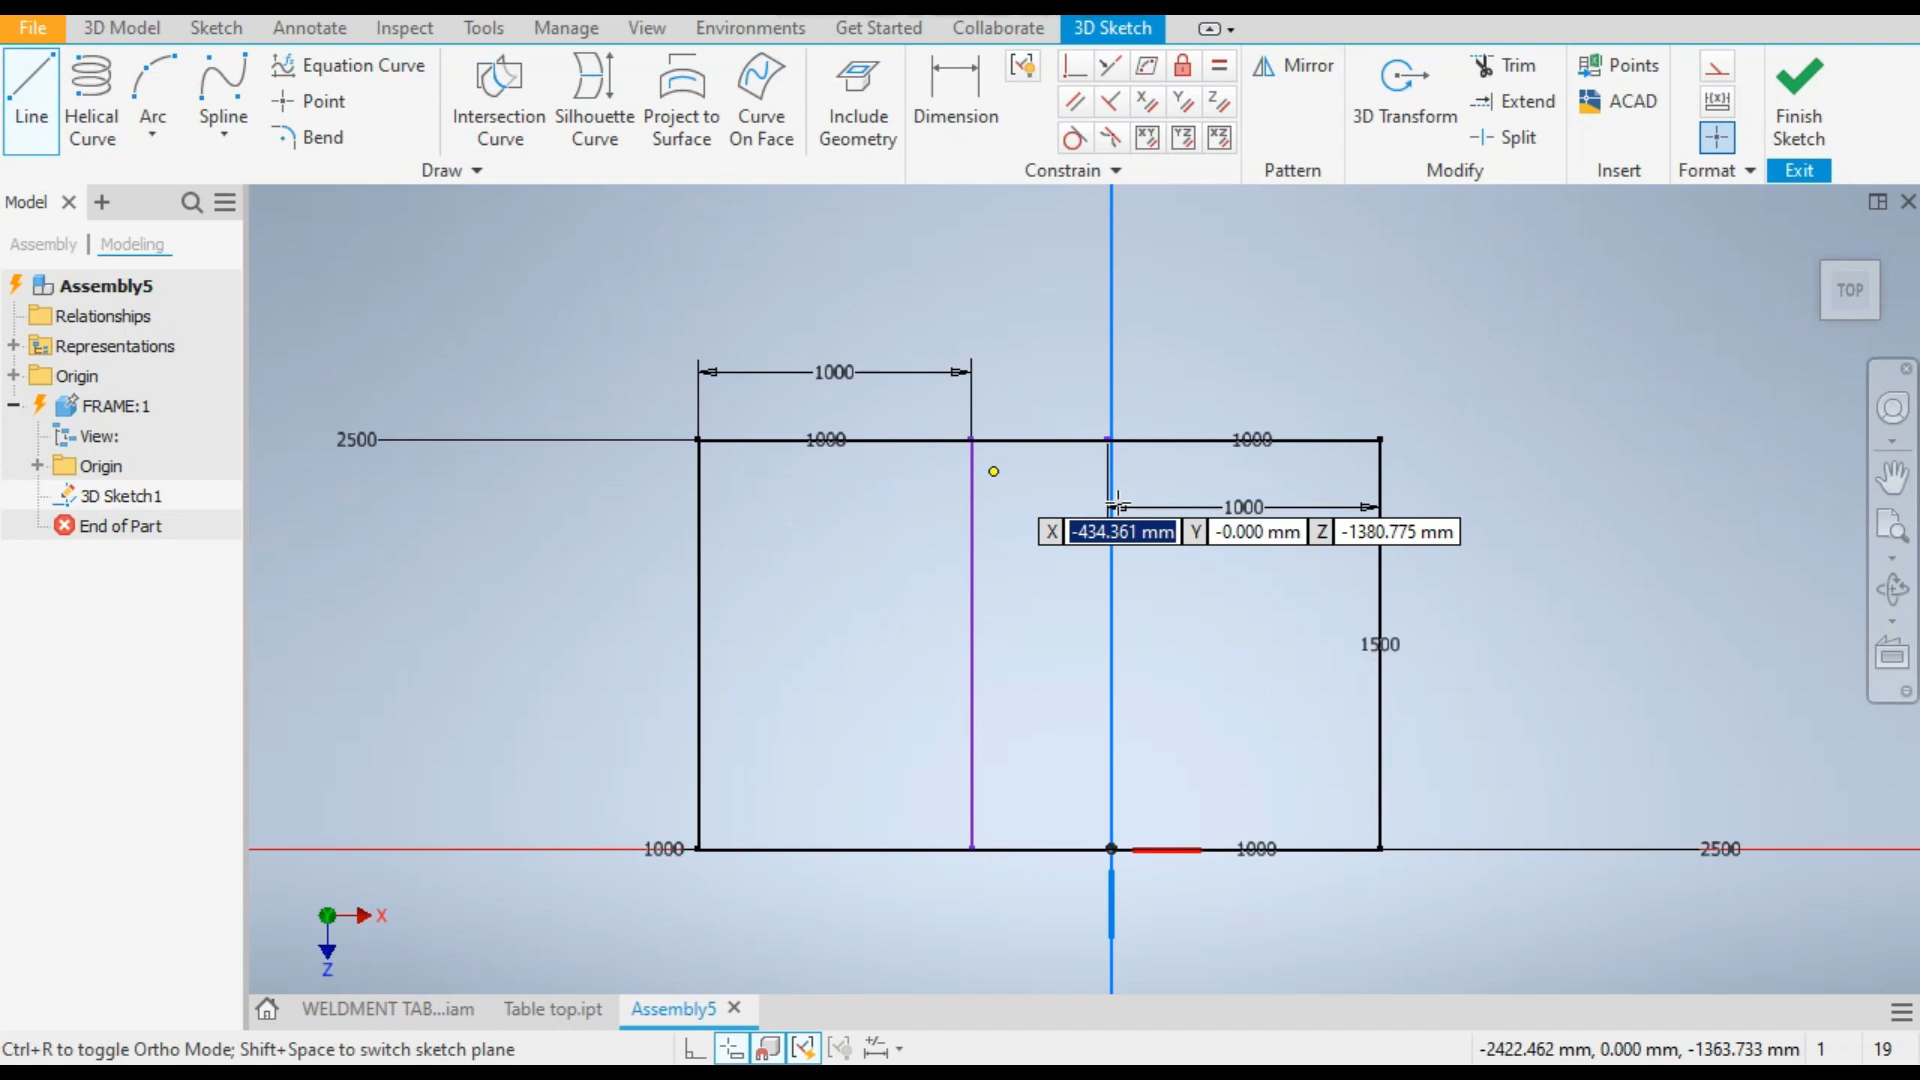 File 3D Model Sketch Annotate Inspect Tools Manage View Environments Get Started Collaborate 3D Sketch
Line
Helical
Curve
Arc
Spline
Equation Curve
Point
Bend
Intersection
Curve
Silhouette
Curve
Project to
Surface
Curve
On Face
Include
Geometry
Dimension
X Y Z
XY YZ XZ
Mirror
3D Transform
Trim
Extend
Split
Points
ACAD
Finish
Sketch
Draw Constrain Pattern Modify Insert Format Exit
Model
Assembly | Modeling
Assembly5
Relationships
Representations
Origin
FRAME:1
View:
Origin
3D Sketch1
End of Part
TOP
1000
2500 1000 1000
1000
X -434.361 mm Y -0.000 mm Z -1380.775 mm
1500
1000 1000 2500
X
Z
WELDMENT TAB...iam Table top.ipt Assembly5
Ctrl+R to toggle Ortho Mode; Shift+Space to switch sketch plane
-2422.462 mm, 0.000 mm, -1363.733 mm 1 19